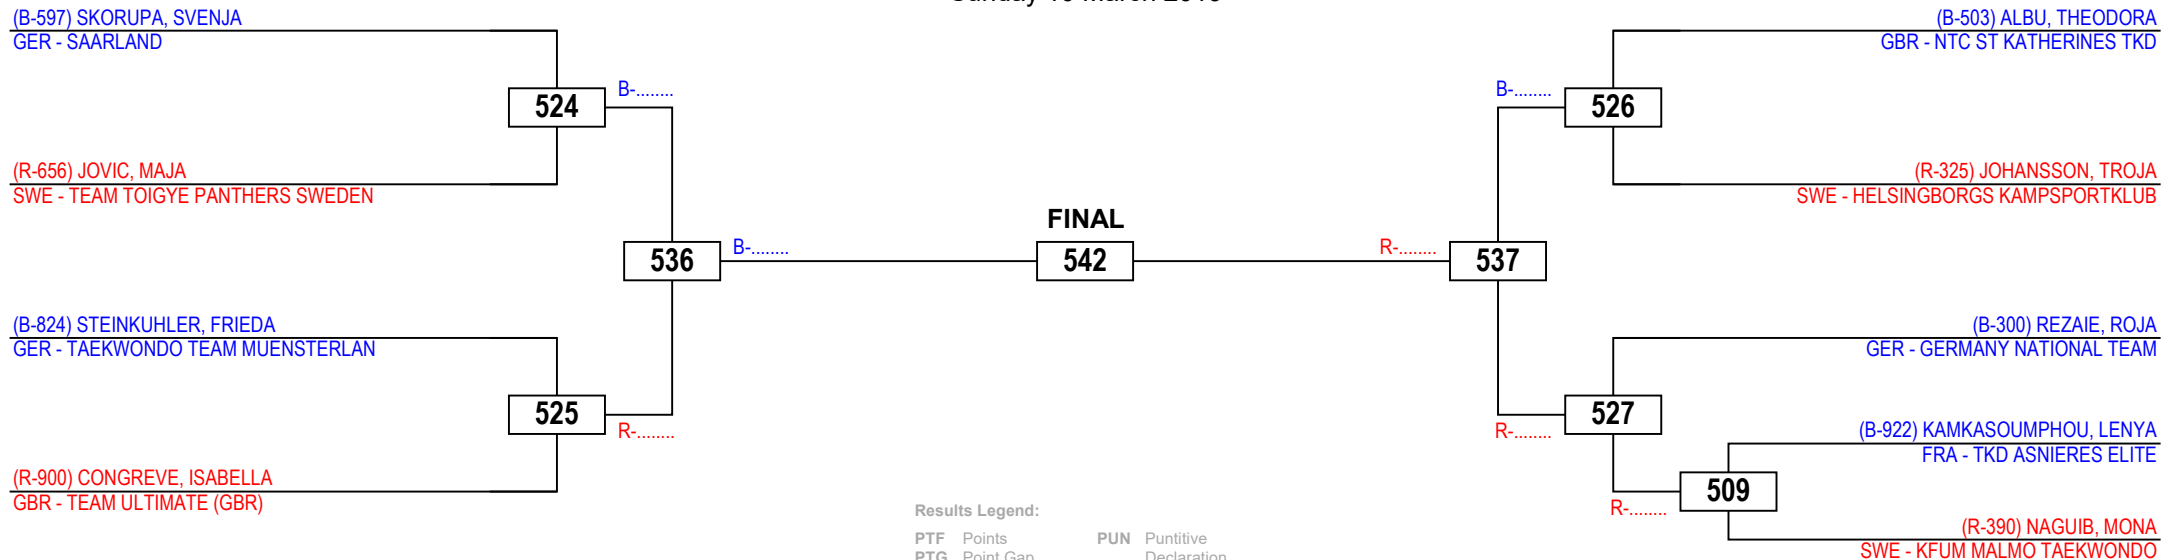 (B-597) SKORUPA, SVENJA
GER - SAARLAND
(R-656) JOVIC, MAJA
SWE - TEAM TOIGYE PANTHERS SWEDEN
(B-824) STEINKUHLER, FRIEDA
GER - TAEKWONDO TEAM MUENSTERLAN
(R-900) CONGREVE, ISABELLA
GBR - TEAM ULTIMATE (GBR)
524
B-........
525
R-........
536
B-........
FINAL
542
R-........
537
B-........
526
R-........
527
R-........
509
(B-503) ALBU, THEODORA
GBR - NTC ST KATHERINES TKD
(R-325) JOHANSSON, TROJA
SWE - HELSINGBORGS KAMPSPORTKLUB
(B-300) REZAIE, ROJA
GER - GERMANY NATIONAL TEAM
(B-922) KAMKASOUMPHOU, LENYA
FRA - TKD ASNIERES ELITE
(R-390) NAGUIB, MONA
SWE - KFUM MALMO TAEKWONDO
Results Legend:
PTF Points PUN Puntitive
PTG Point Gap Declaration